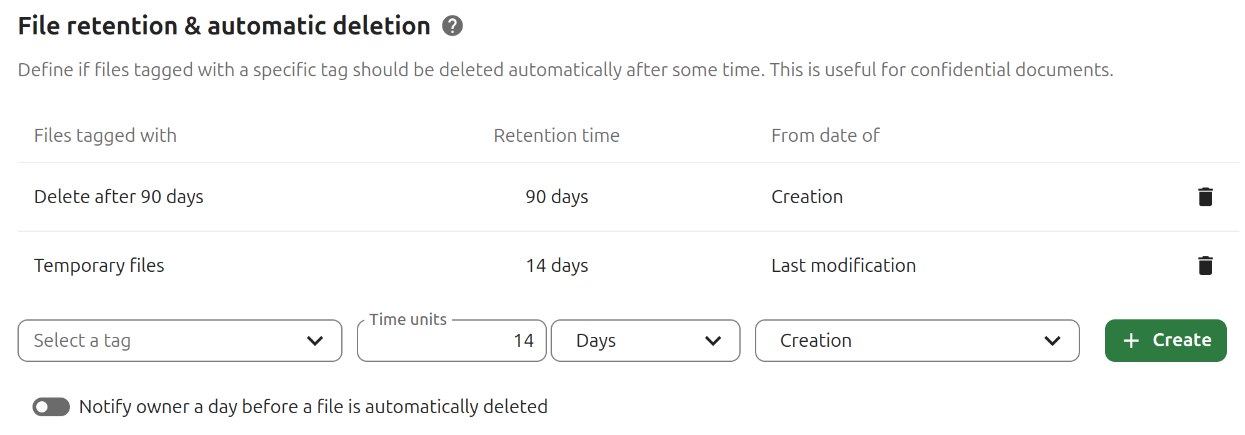 File retention & automatic deletion ?
Define if files tagged with a specific tag should be deleted automatically after some time. This is useful for confidential documents.
Files tagged with Retention time From date of
Delete after 90 days 90 days Creation
Temporary files 14 days Last modification
Time units
Select a tag 14 Days Creation + Create
Notify owner a day before a file is automatically deleted